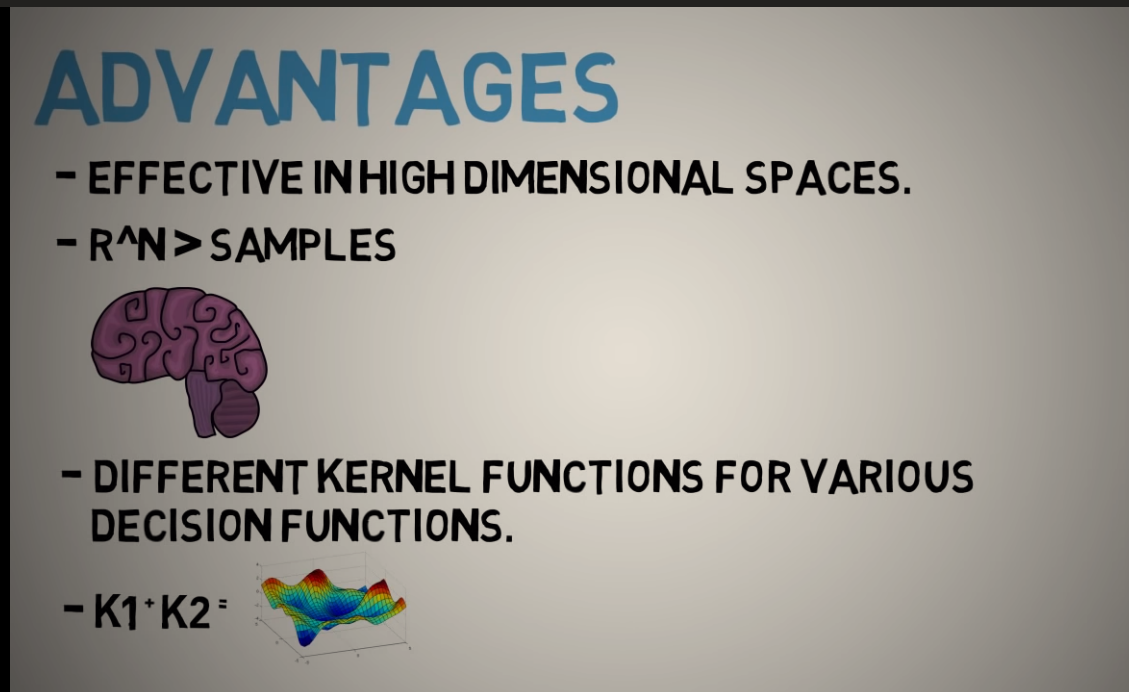 ADVANTAGES
- EFFECTIVE IN HIGH DIMENSIONAL SPACES.
- R^N > SAMPLES
- DIFFERENT KERNEL FUNCTIONS FOR VARIOUS
DECISION FUNCTIONS.
- K1 + K2 =